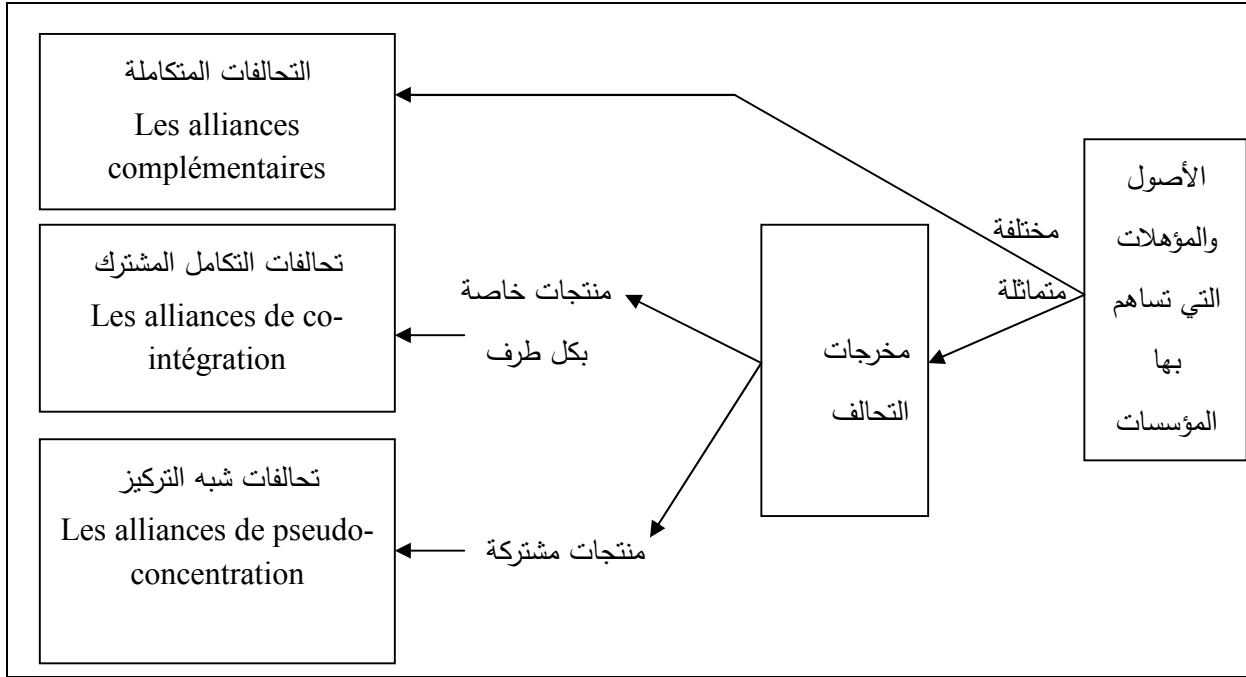 الأصول
والمؤهلات
التي تساهم
بها
المؤسسات
مختلفة
متماثلة
مخرجات
التحالف
منتجات خاصة
بكل طرف
منتجات مشتركة
التحالفات المتكاملة
Les alliances
complémentaires
تحالفات التكامل المشترك
Les alliances de co-
intégration
تحالفات شبه التركيز
Les alliances de pseudo-
concentration